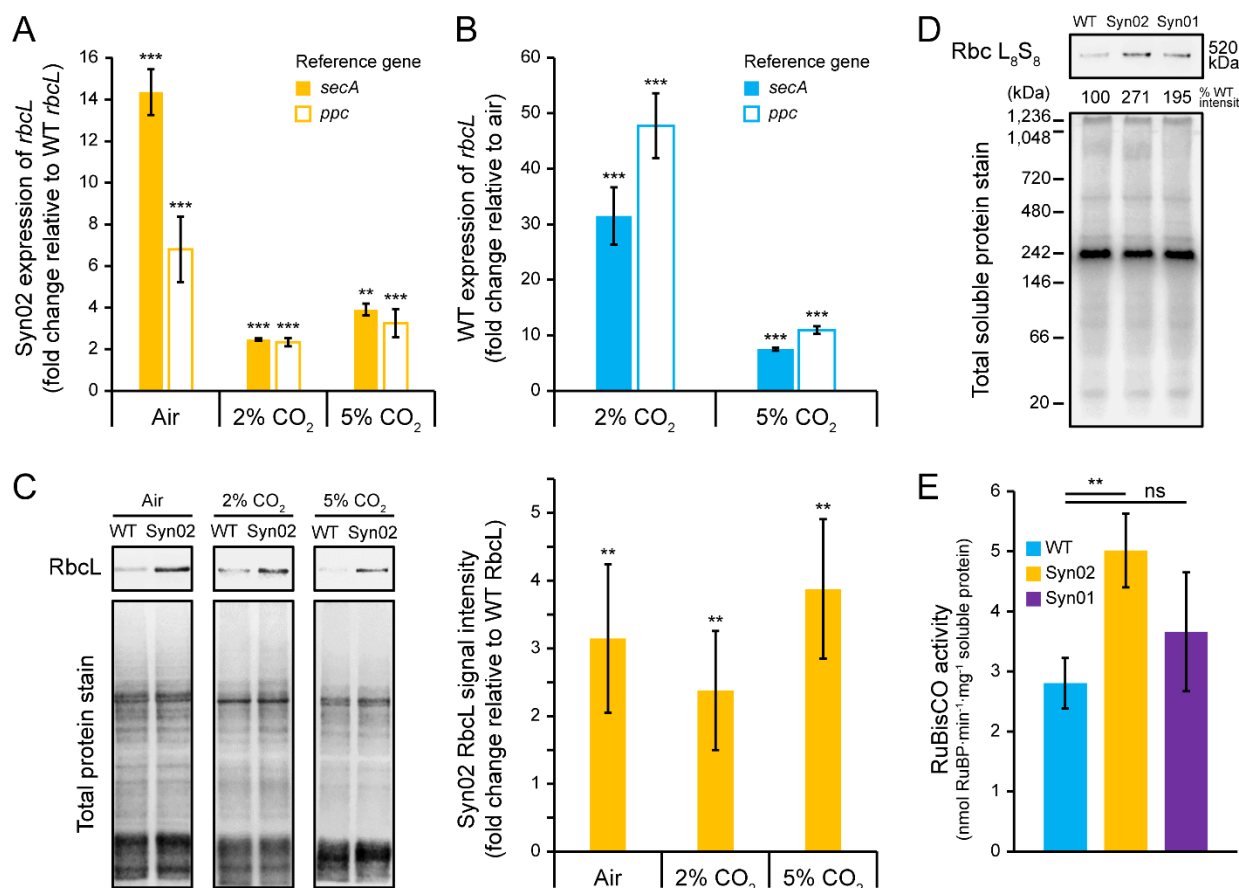 A
Syn02 expression of rbcL
(fold change relative to WT rbcL)
16
14
12
10
8
6
4
2
0
***
***
***
***
**
***
Reference gene
secA
ppc
Air
2% CO₂
5% CO₂
B
WT expression of rbcL
(fold change relative to air)
60
50
40
30
20
10
0
***
***
***
***
Reference gene
secA
ppc
2% CO₂
5% CO₂
C
Air
2% CO₂
5% CO₂
WT Syn02
WT Syn02
WT Syn02
RbcL
Total protein stain
Syn02 RbcL signal intensity
(fold change relative to WT RbcL)
5
4
3
2
1
0
**
**
**
Air
2% CO₂
5% CO₂
D
WT Syn02 Syn01
Rbc L₈S₈
520
kDa
(kDa)
100 271 195
% WT
intensit
1,236
1,048
720
480
242
146
66
20
Total soluble protein stain
E
RuBisCO activity
(nmol RuBP·min⁻¹·mg⁻¹ soluble protein)
6
5
4
3
2
1
0
**
ns
WT
Syn02
Syn01